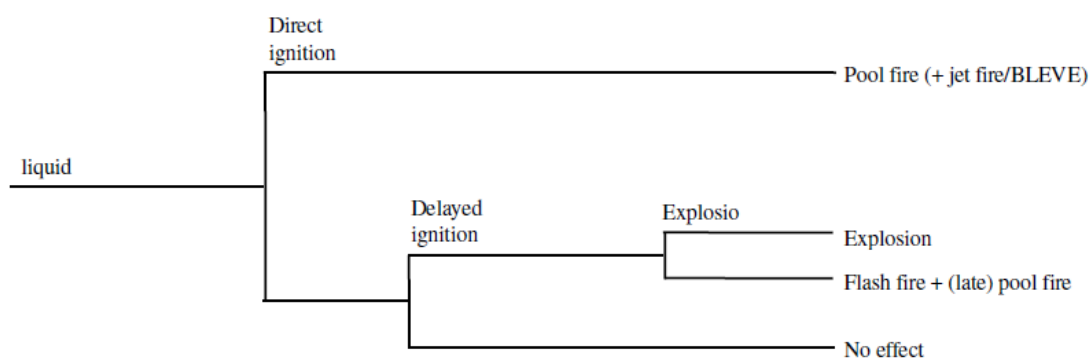 Direct
ignition
Pool fire (+ jet fire/BLEVE)
liquid
Delayed
ignition
Explosio
Explosion
Flash fire + (late) pool fire
No effect